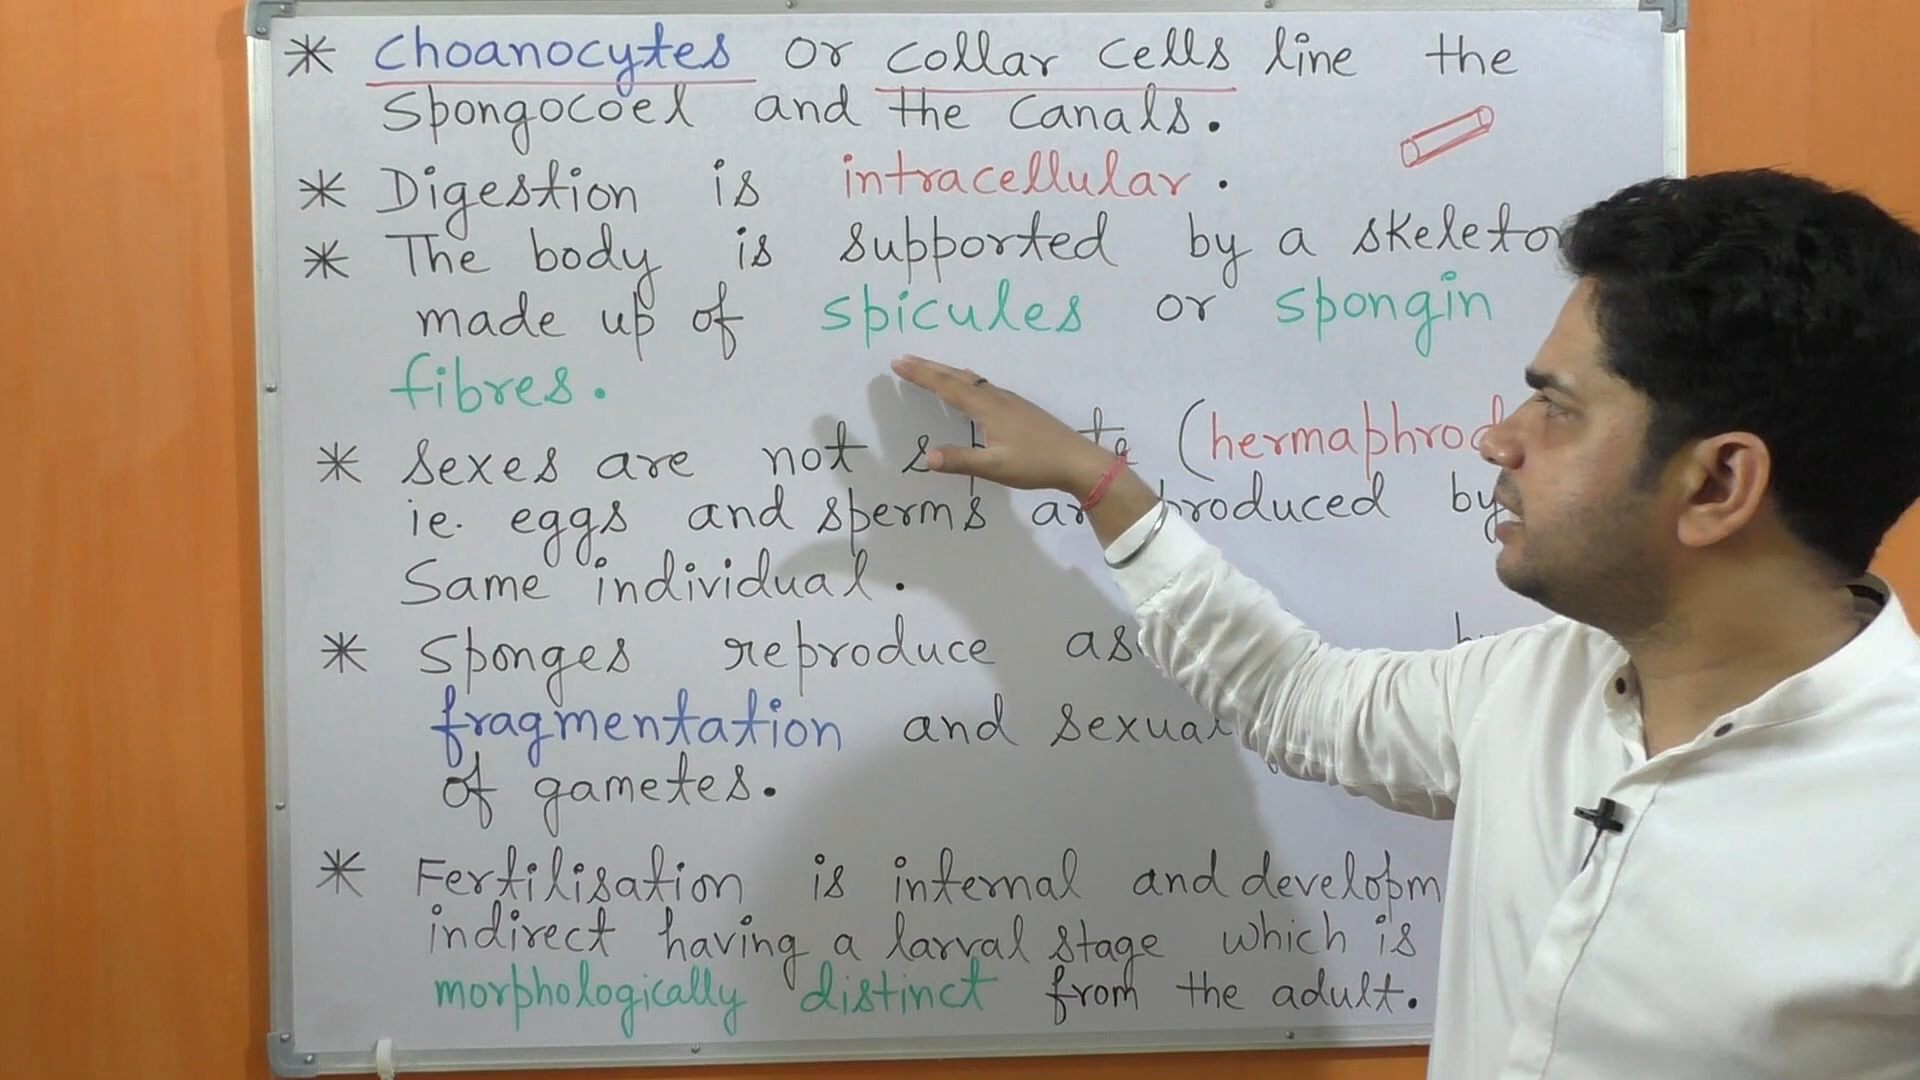 * Choanocytes or collar cells line the
spongocoel and the canals.
* Digestion is intracellular.
* The body is supported by a skeleto
made up of spicules or spongin
fibres.
* Sexes are not (hermaphrod
ie. eggs and sperms are produced by
Same individual.
* Sponges reproduce as
fragmentation and sexual
of gametes.
* Fertilisation is internal and developm
indirect having a larval stage which is
morphologically distinct from the adult.